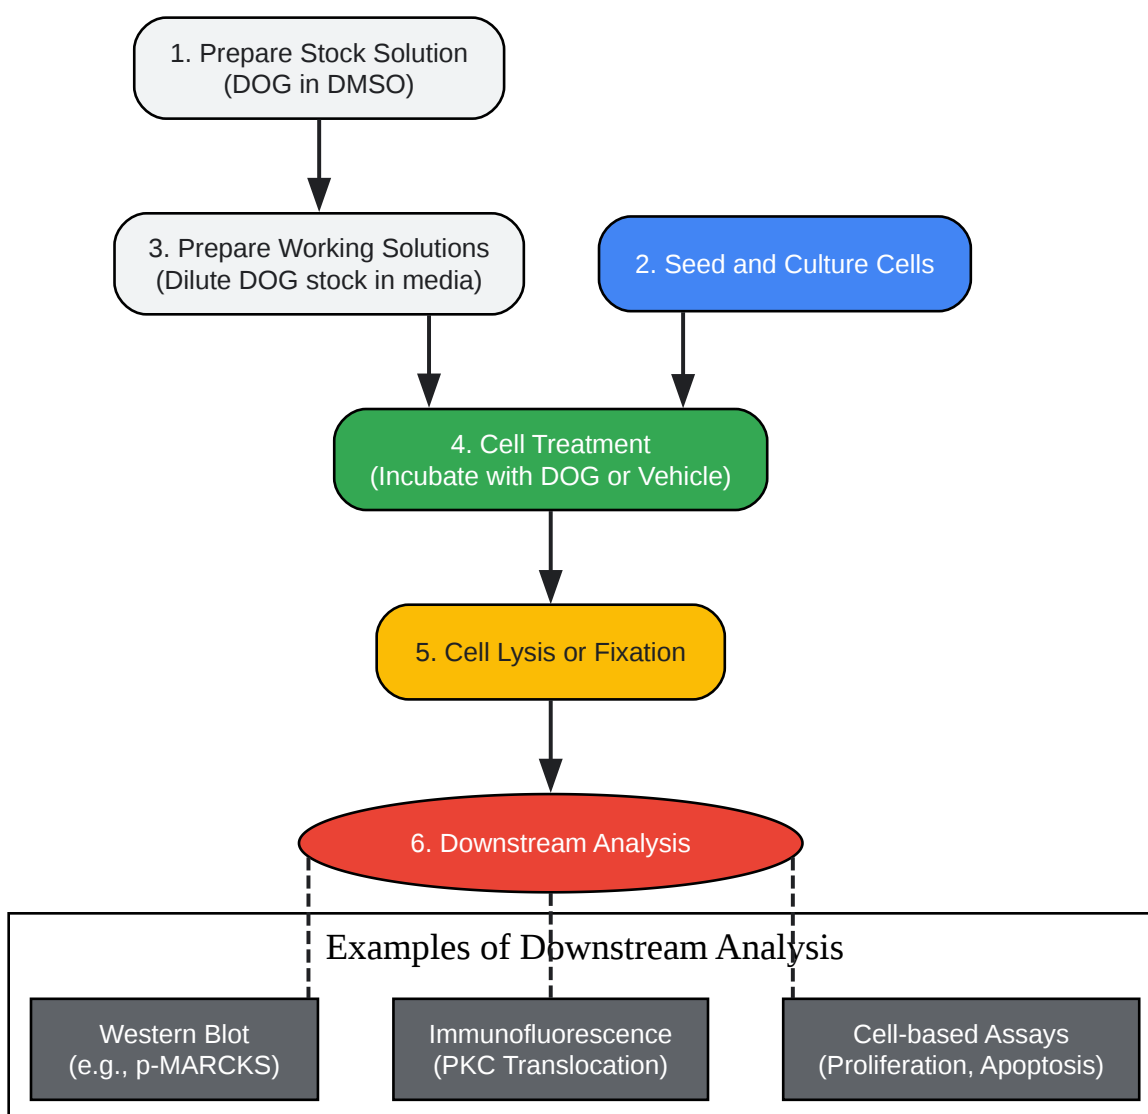 1. Prepare Stock Solution
(DOG in DMSO)
3. Prepare Working Solutions
(Dilute DOG stock in media)
2. Seed and Culture Cells
4. Cell Treatment
(Incubate with DOG or Vehicle)
5. Cell Lysis or Fixation
6. Downstream Analysis
Examples of Downstream Analysis
Western Blot
(e.g., p-MARCKS)
Immunofluorescence
(PKC Translocation)
Cell-based Assays
(Proliferation, Apoptosis)